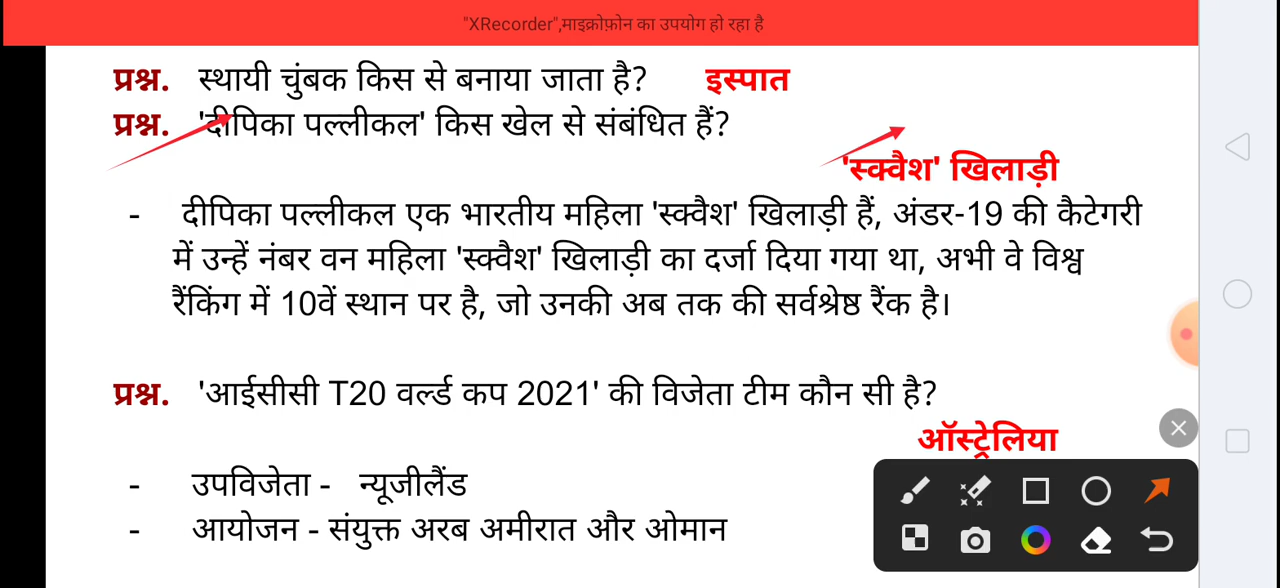 "XRecorder",माइक्रोफ़ोन का उपयोग हो रहा है
प्रश्न. स्थायी चुंबक किस से बनाया जाता है? इस्पात
प्रश्न. 'दीपिका पल्लीकल' किस खेल से संबंधित हैं?
'स्क्वैश' खिलाड़ी
- दीपिका पल्लीकल एक भारतीय महिला 'स्क्वैश' खिलाड़ी हैं, अंडर-19 की कैटेगरी
में उन्हें नंबर वन महिला 'स्क्वैश' खिलाड़ी का दर्जा दिया गया था, अभी वे विश्व
रैंकिंग में 10वें स्थान पर है, जो उनकी अब तक की सर्वश्रेष्ठ रैंक है।
प्रश्न. 'आईसीसी T20 वर्ल्ड कप 2021' की विजेता टीम कौन सी है?
ऑस्ट्रेलिया
- उपविजेता - न्यूजीलैंड
- आयोजन - संयुक्त अरब अमीरात और ओमान